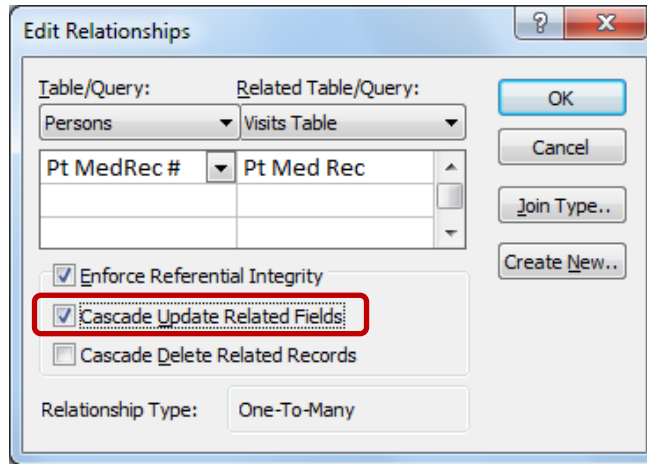 Edit Relationships
Table/Query: Related Table/Query:
Persons Visits Table
Pt MedRec # Pt Med Rec
Enforce Referential Integrity
Cascade Update Related Fields
Cascade Delete Related Records
Relationship Type: One-To-Many
OK
Cancel
Join Type..
Create New..